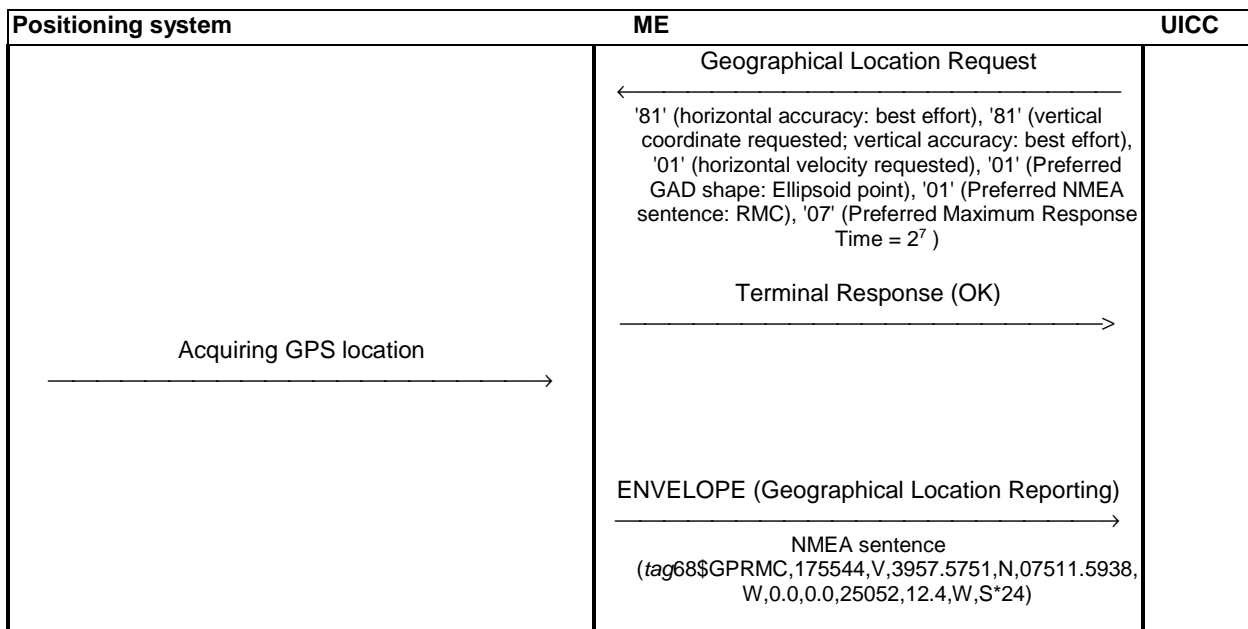 Positioning system ME UICC
Geographical Location Request
'81' (horizontal accuracy: best effort), '81' (vertical
coordinate requested; vertical accuracy: best effort),
'01' (horizontal velocity requested), '01' (Preferred
GAD shape: Ellipsoid point), '01' (Preferred NMEA
sentence: RMC), '07' (Preferred Maximum Response
Time = 2⁷ )
Terminal Response (OK)
Acquiring GPS location
ENVELOPE (Geographical Location Reporting)
NMEA sentence
(tag68$GPRMC,175544,V,3957.5751,N,07511.5938,
W,0.0,0.0,25052,12.4,W,S*24)